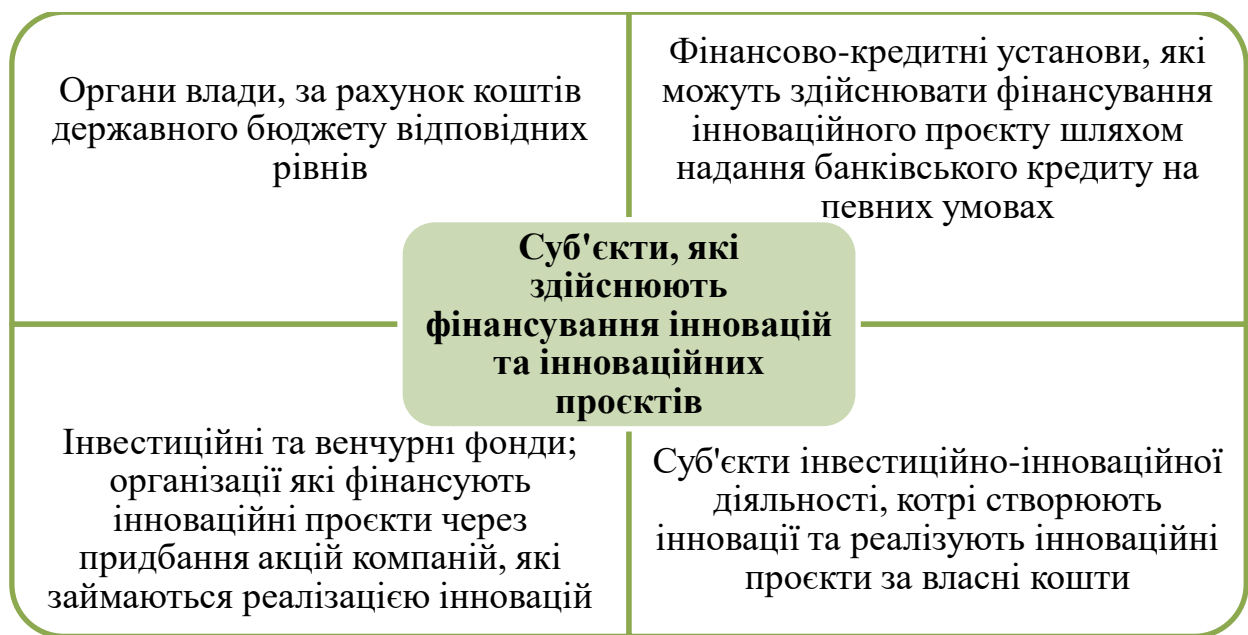 Органи влади, за рахунок коштів
державного бюджету відповідних
рівнів
Фінансово-кредитні установи, які
можуть здійснювати фінансування
інноваційного проєкту шляхом
надання банківського кредиту на
певних умовах
Суб'єкти, які
здійснюють
фінансування інновацій
та інноваційних
проєктів
Інвестиційні та венчурні фонди;
організації які фінансують
інноваційні проєкти через
придбання акцій компаній, які
займаються реалізацією інновацій
Суб'єкти інвестиційно-інноваційної
діяльності, котрі створюють
інновації та реалізують інноваційні
проєкти за власні кошти